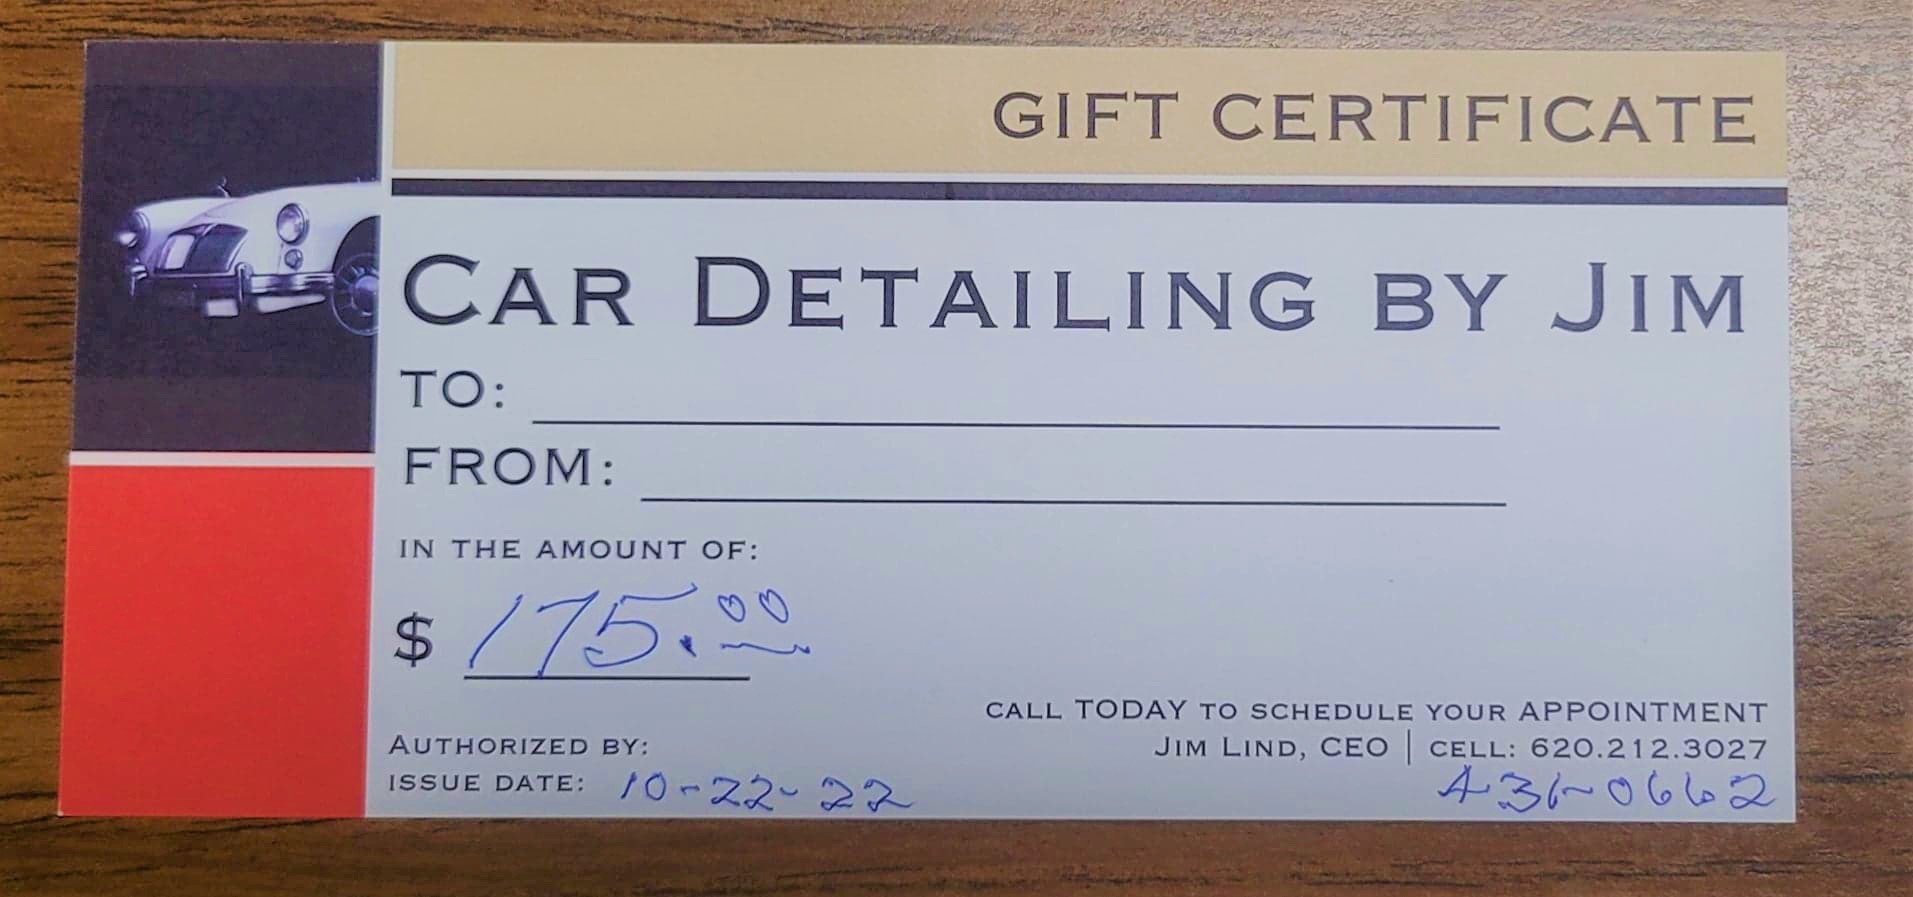 GIFT CERTIFICATE
CAR DETAILING BY JIM
TO:
FROM:
IN THE AMOUNT OF:
$ 175.00
CALL TODAY TO SCHEDULE YOUR APPOINTMENT
AUTHORIZED BY:
JIM LIND, CEO | CELL: 620.212.3027
ISSUE DATE: 10-22-22
431-0662